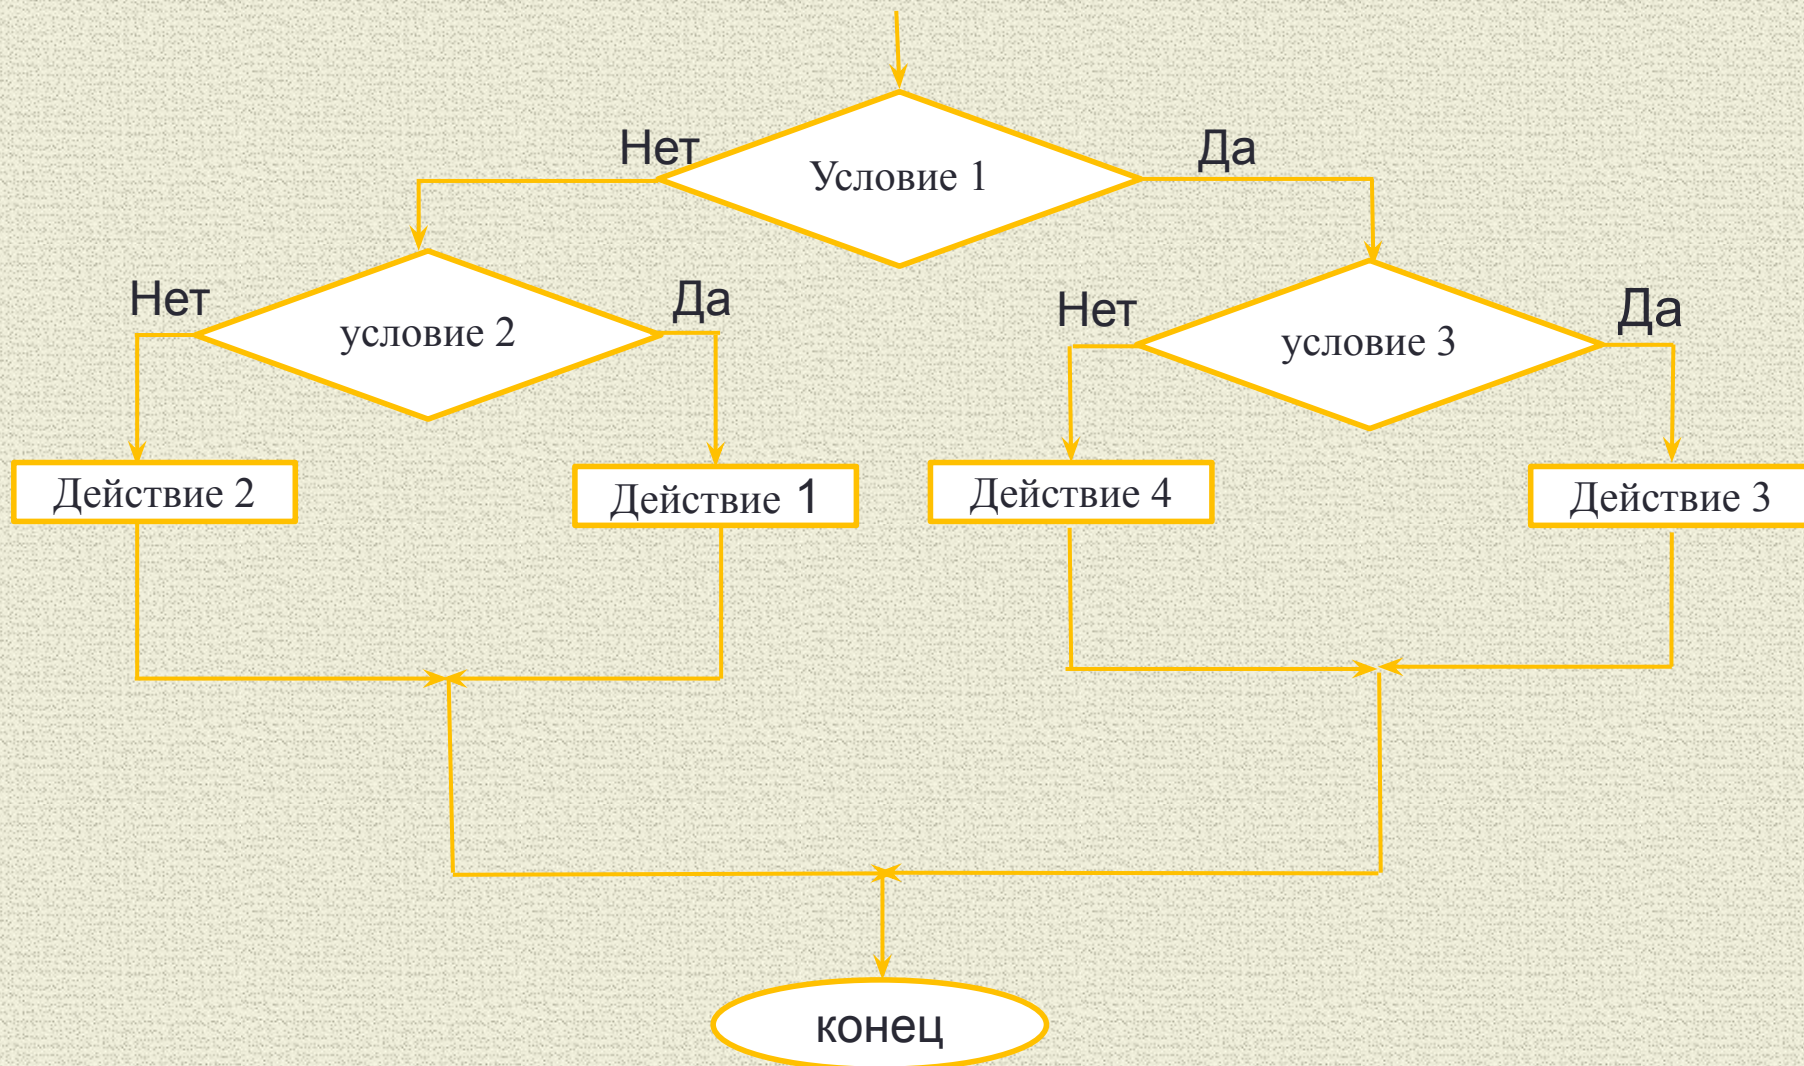 Нет
Условие 1
Да
Нет
условие 2
Да
Нет
условие 3
Да
Действие 2
Действие 1
Действие 4
Действие 3
конец